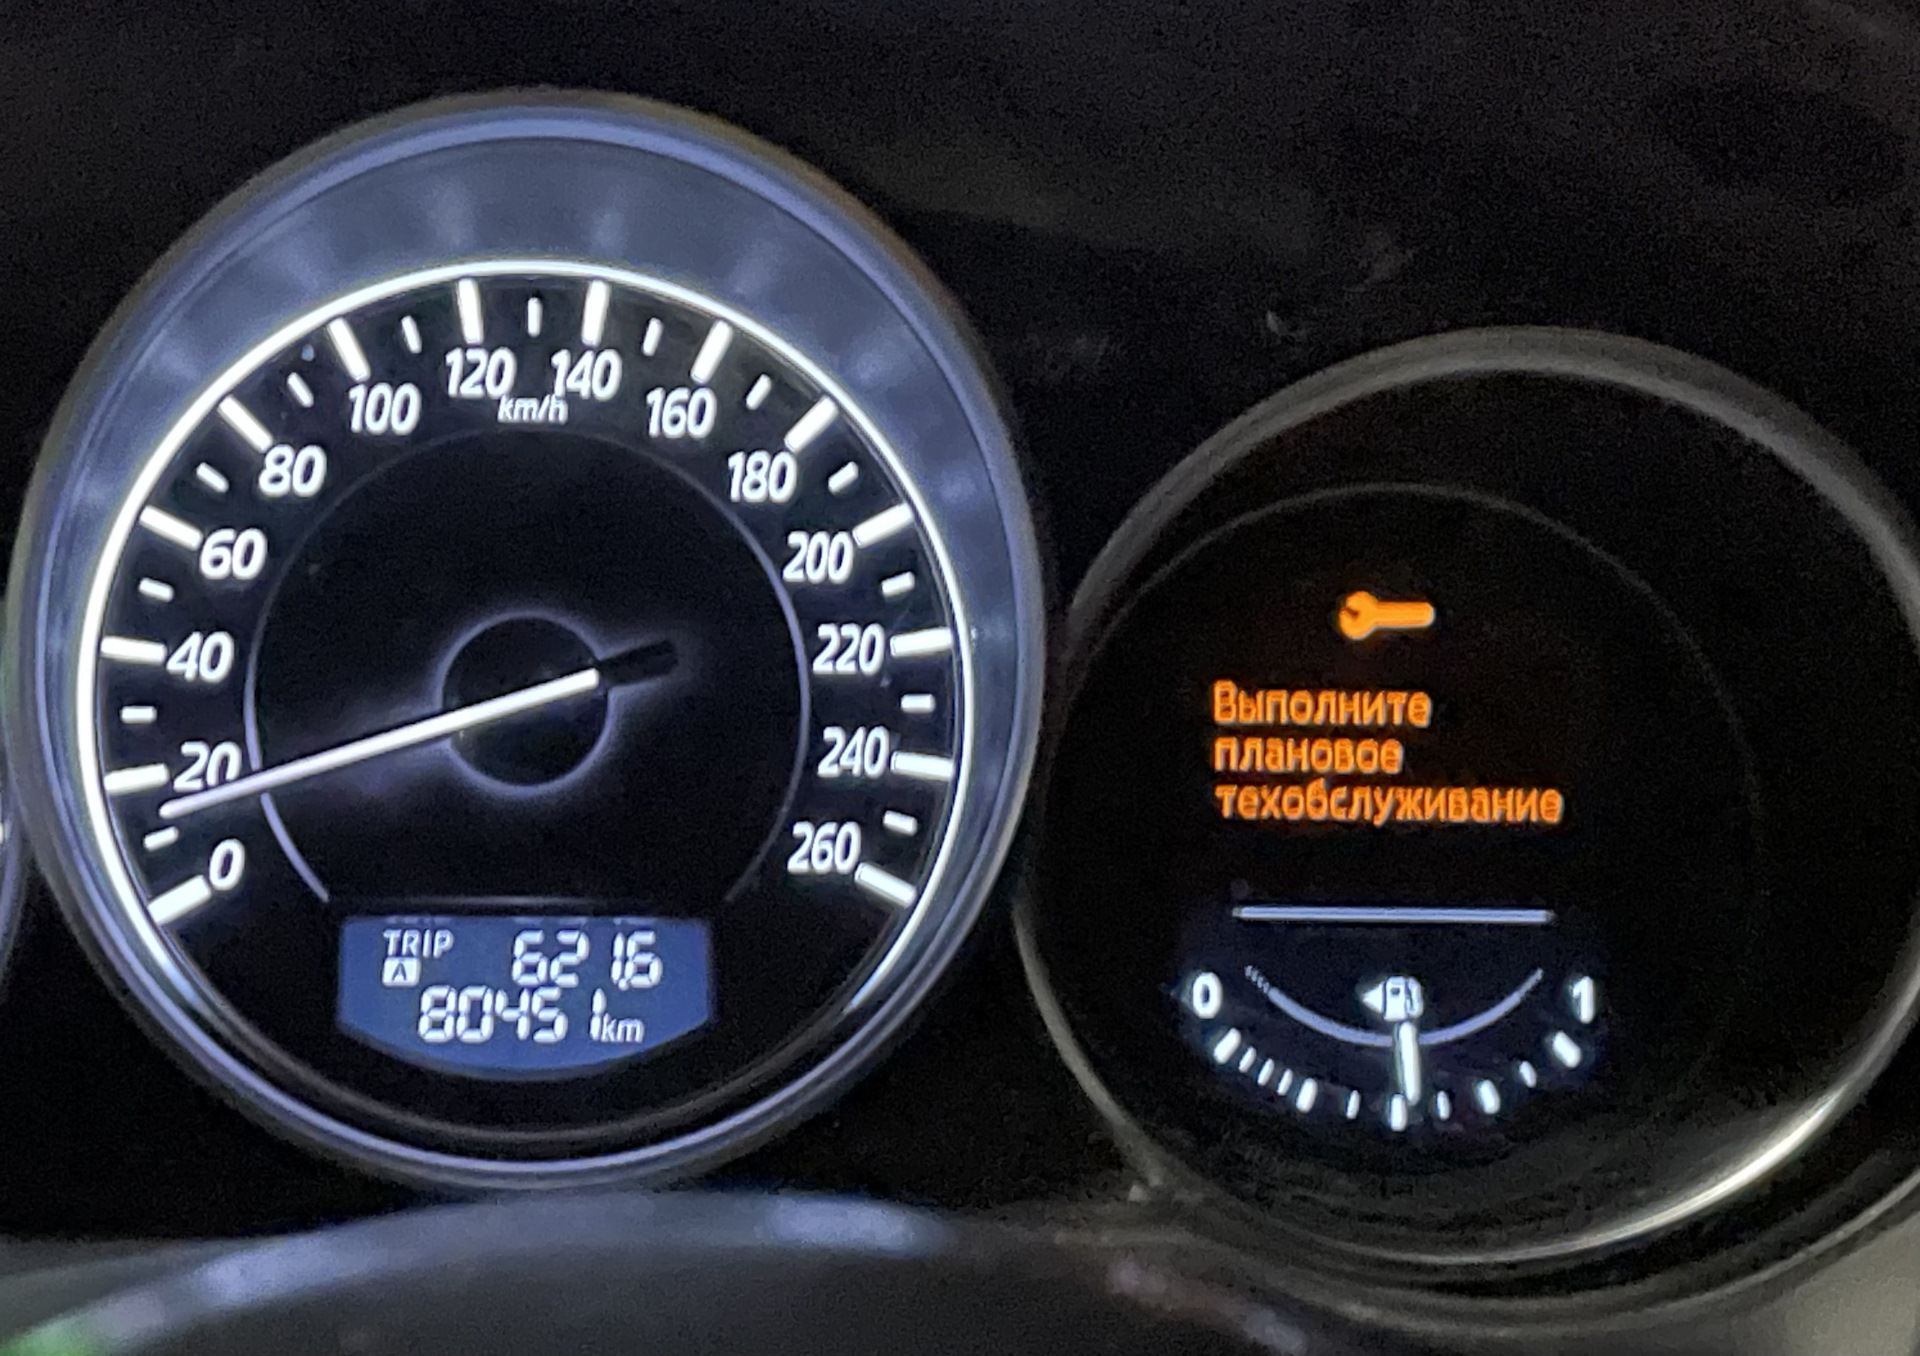 0
20
40
60
80
100
120
140
160
180
200
220
240
260
km/h
TRIP 621.6
A
80451 km
Выполните
плановое
техобслуживание
0 1